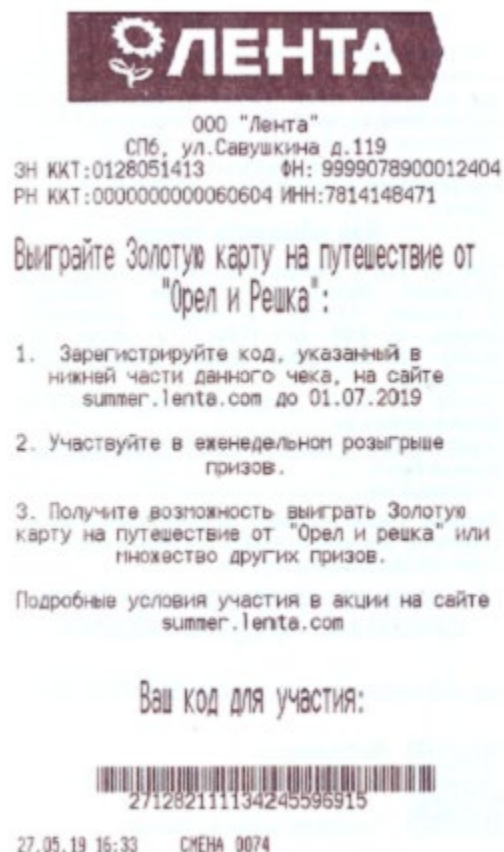 ЛЕНТА
ООО "Лента"
СПб, ул.Савушкина д.119
ЗН ККТ:0128051413 ФН: 9999078900012404
РН ККТ:0000000000060604 ИНН:7814148471
Выиграйте Золотую карту на путешествие от
"Орел и Решка":
1. Зарегистрируйте код, указанный в
нижней части данного чека, на сайте
summer.lenta.com до 01.07.2019
2. Участвуйте в еженедельном розыгрыше
призов.
3. Получите возможность выиграть Золотую
карту на путешествие от "Орел и решка" или
множество других призов.
Подробные условия участия в акции на сайте
summer.lenta.com
Ваш код для участия:
271282111134245596915
27.05.19 16:33 СМЕНА 0074